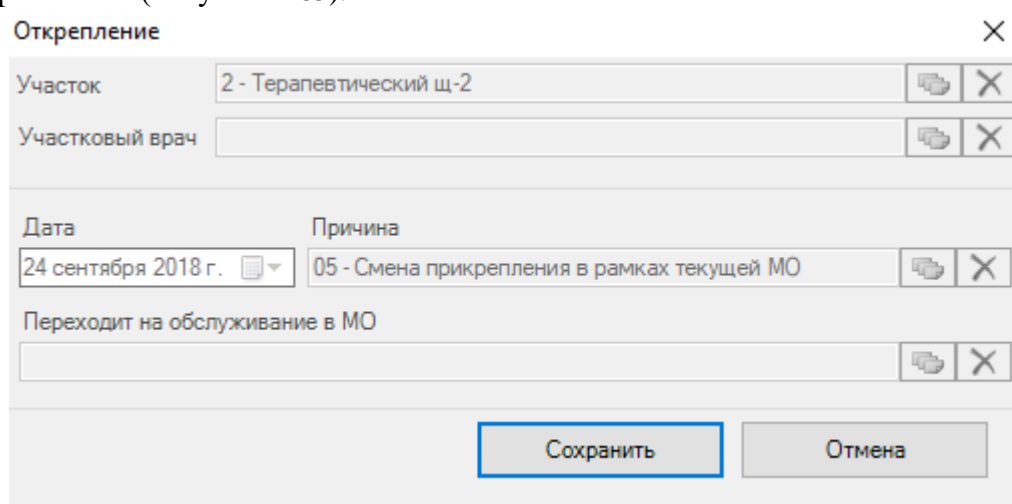 Открепление
Участок 2 - Терапевтический щ-2
Участковый врач
Дата Причина
24 сентября 2018 г. 05 - Смена прикрепления в рамках текущей МО
Переходит на обслуживание в МО
Сохранить Отмена